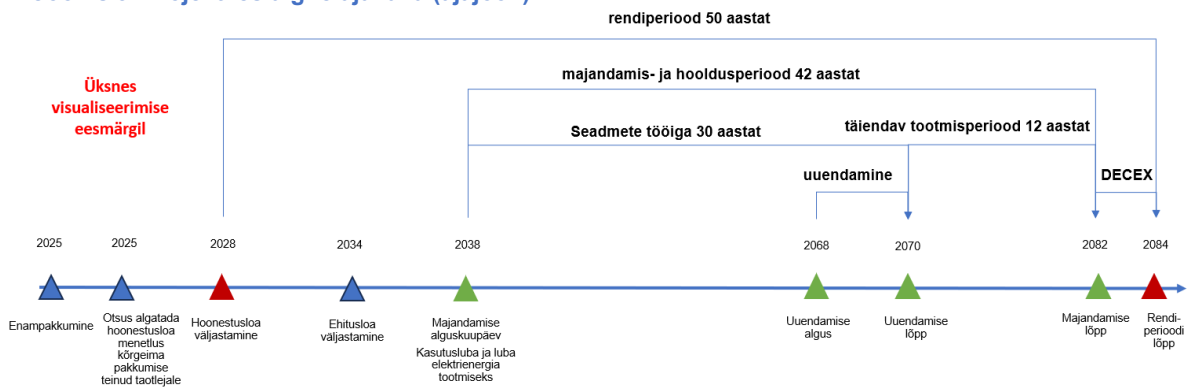 rendiperiood 50 aastat
Üksnes
visualiseerimise
eesmärgil
majandamis- ja hooldusperiood 42 aastat
Seadmete tööiga 30 aastat
täiendav tootmisperiood 12 aastat
uuendamine
DECEX
2025
2025
2028
2034
2038
2068
2070
2082
2084
Enampakkumine
Otsus algatada
hoonestusloa
menetlus
kõrgeima
pakkumise
teinud taotlejale
Hoonestusloa
väljastamine
Ehitusloa
väljastamine
Majandamise
alguskuupäev
Kasutusluba ja luba
elektrienergia
tootmiseks
Uuendamise
algus
Uuendamise
lõpp
Majandamise
lõpp
Rendi-
perioodi
lõpp